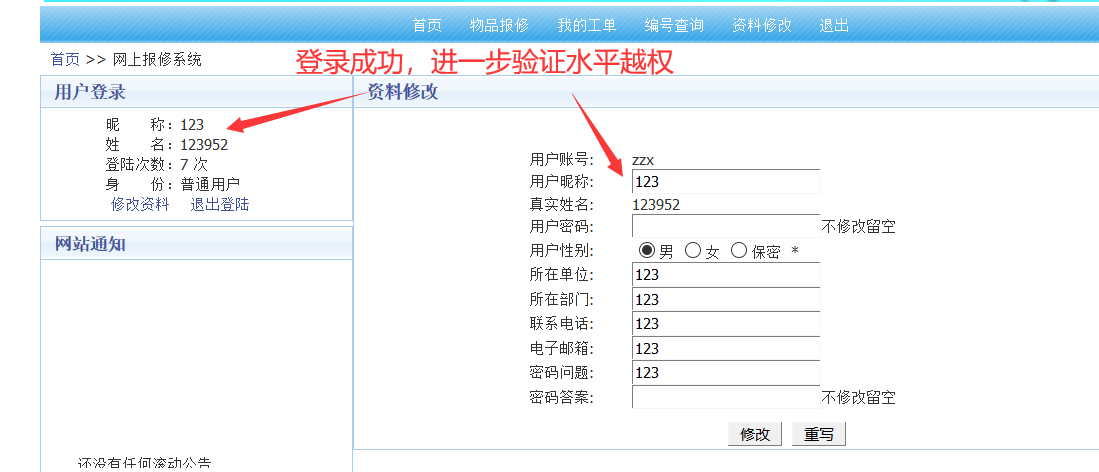 首页 物品报修 我的工单 编号查询 资料修改 退出
首页 >> 网上报修系统
登录成功，进一步验证水平越权
用户登录
昵 称：123
姓 名：123952
登陆次数：7 次
身 份：普通用户
修改资料 退出登陆
网站通知
还没有任何滚动公告
资料修改
用户账号: zzx
用户昵称: 123
真实姓名: 123952
用户密码: 不修改留空
用户性别: 男 女 保密 *
所在单位: 123
所在部门: 123
联系电话: 123
电子邮箱: 123
密码问题: 123
密码答案: 不修改留空
修改 重写